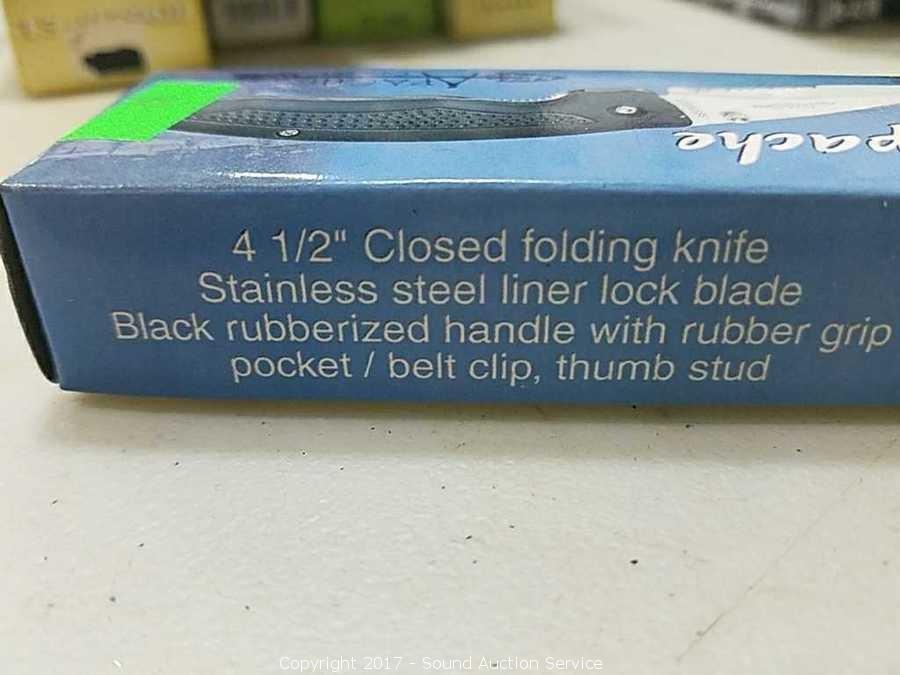 pache
4 1/2" Closed folding knife
Stainless steel liner lock blade
Black rubberized handle with rubber grip
pocket / belt clip, thumb stud
Copyright 2017 - Sound Auction Service